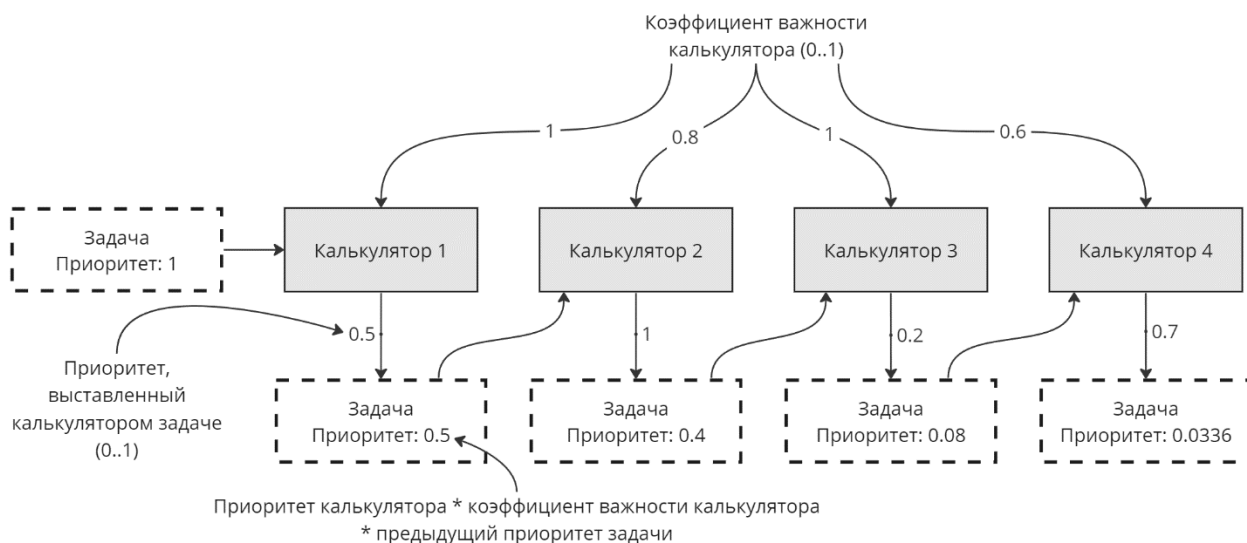 Коэффициент важности
калькулятора (0..1)
1
0.8
1
0.6
Задача
Приоритет: 1
Калькулятор 1
Калькулятор 2
Калькулятор 3
Калькулятор 4
0.5
1
0.2
0.7
Приоритет,
выставленный
калькулятором задаче
(0..1)
Задача
Приоритет: 0.5
Задача
Приоритет: 0.4
Задача
Приоритет: 0.08
Задача
Приоритет: 0.0336
Приоритет калькулятора * коэффициент важности калькулятора
* предыдущий приоритет задачи